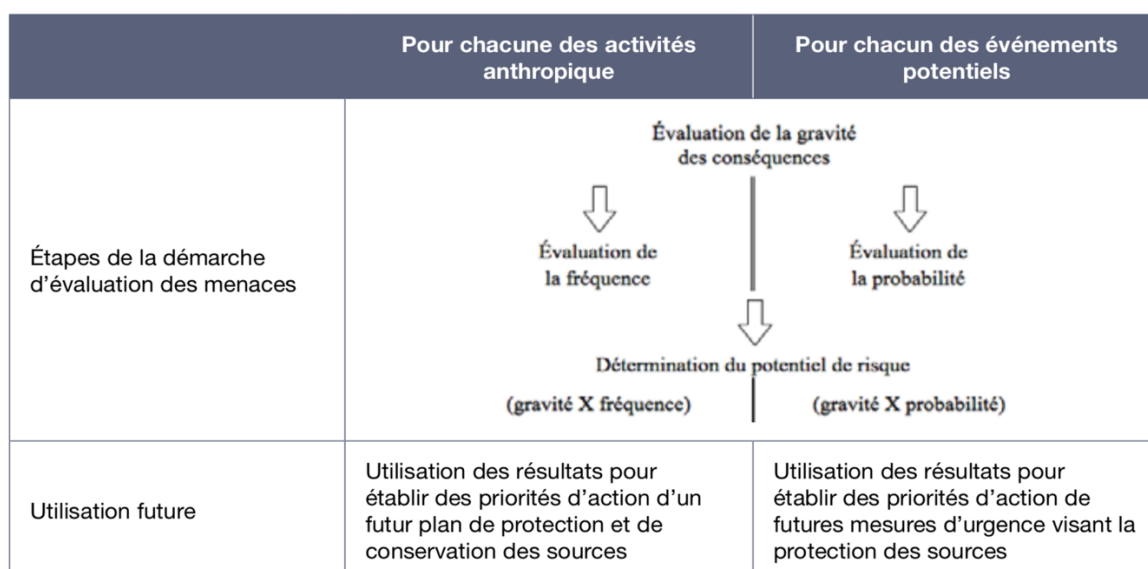 Pour chacune des activités
anthropique
Pour chacun des événements
potentiels
Étapes de la démarche
d'évaluation des menaces
Évaluation de la gravité
des conséquences
Évaluation de
la fréquence
Évaluation de
la probabilité
Détermination du potentiel de risque
(gravité X fréquence)
(gravité X probabilité)
Utilisation future
Utilisation des résultats pour
établir des priorités d'action d'un
futur plan de protection et de
conservation des sources
Utilisation des résultats pour
établir des priorités d'action de
futures mesures d'urgence visant la
protection des sources